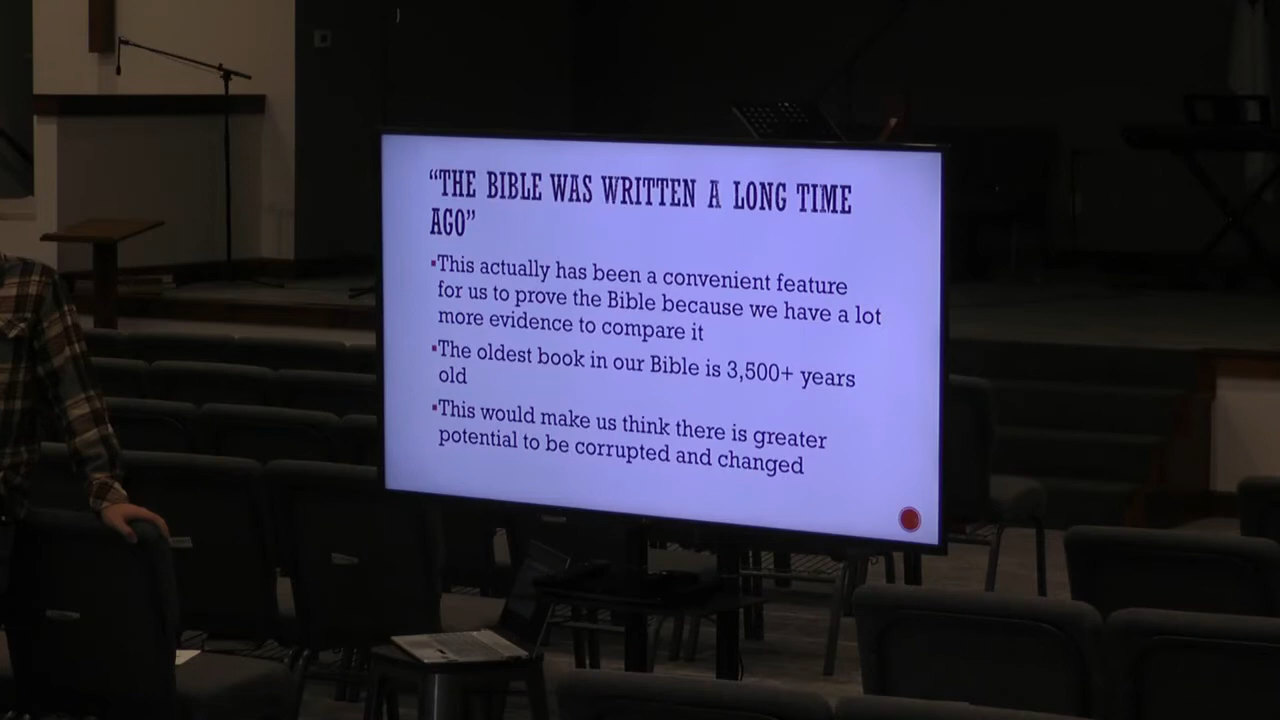 “THE BIBLE WAS WRITTEN A LONG TIME
AGO”
▪This actually has been a convenient feature
for us to prove the Bible because we have a lot
more evidence to compare it
▪The oldest book in our Bible is 3,500+ years
old
▪This would make us think there is greater
potential to be corrupted and changed